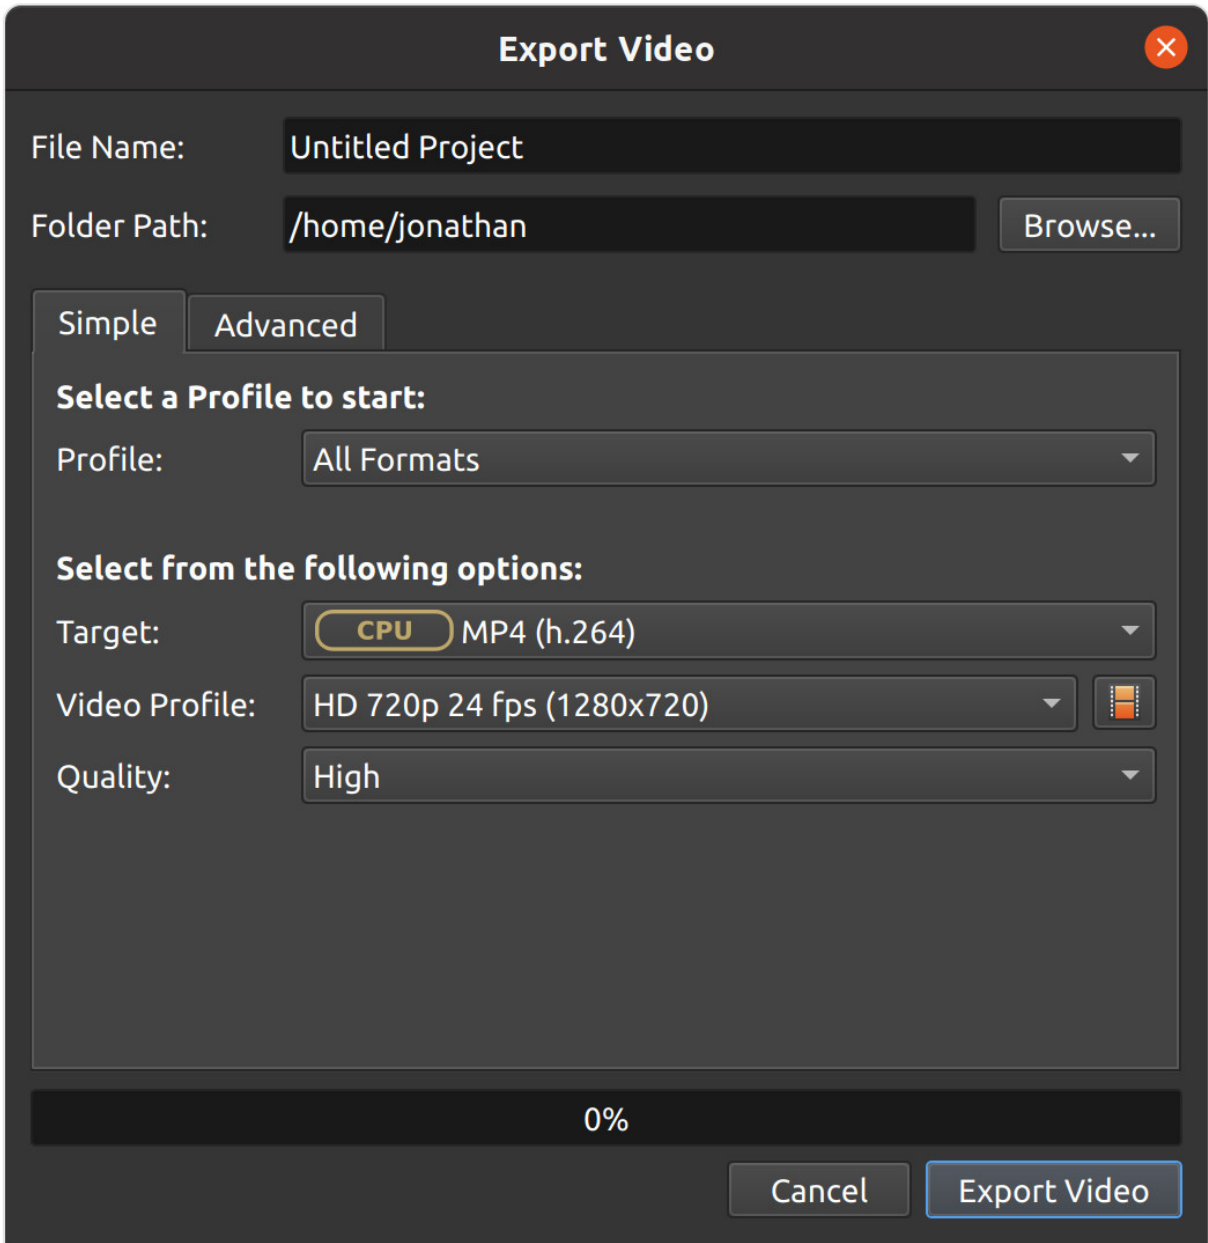 Export Video
File Name: Untitled Project
Folder Path: /home/jonathan Browse...
Simple Advanced
Select a Profile to start:
Profile: All Formats
Select from the following options:
Target: CPU MP4 (h.264)
Video Profile: HD 720p 24 fps (1280x720)
Quality: High
0%
Cancel Export Video